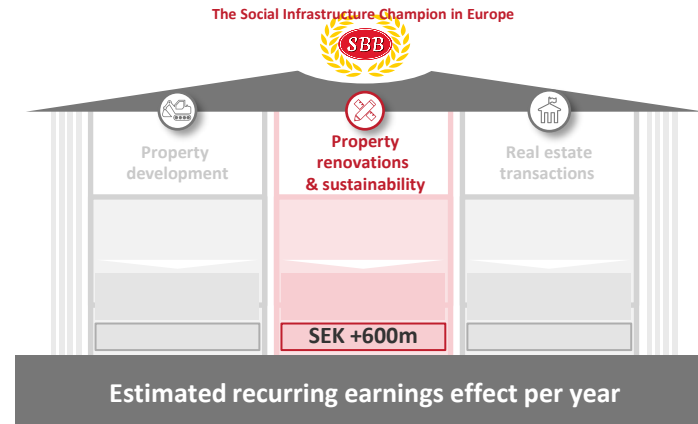 The Social Infrastructure Champion in Europe
SBB
Property
development
Property
renovations
& sustainability
Real estate
transactions
SEK +600m
Estimated recurring earnings effect per year